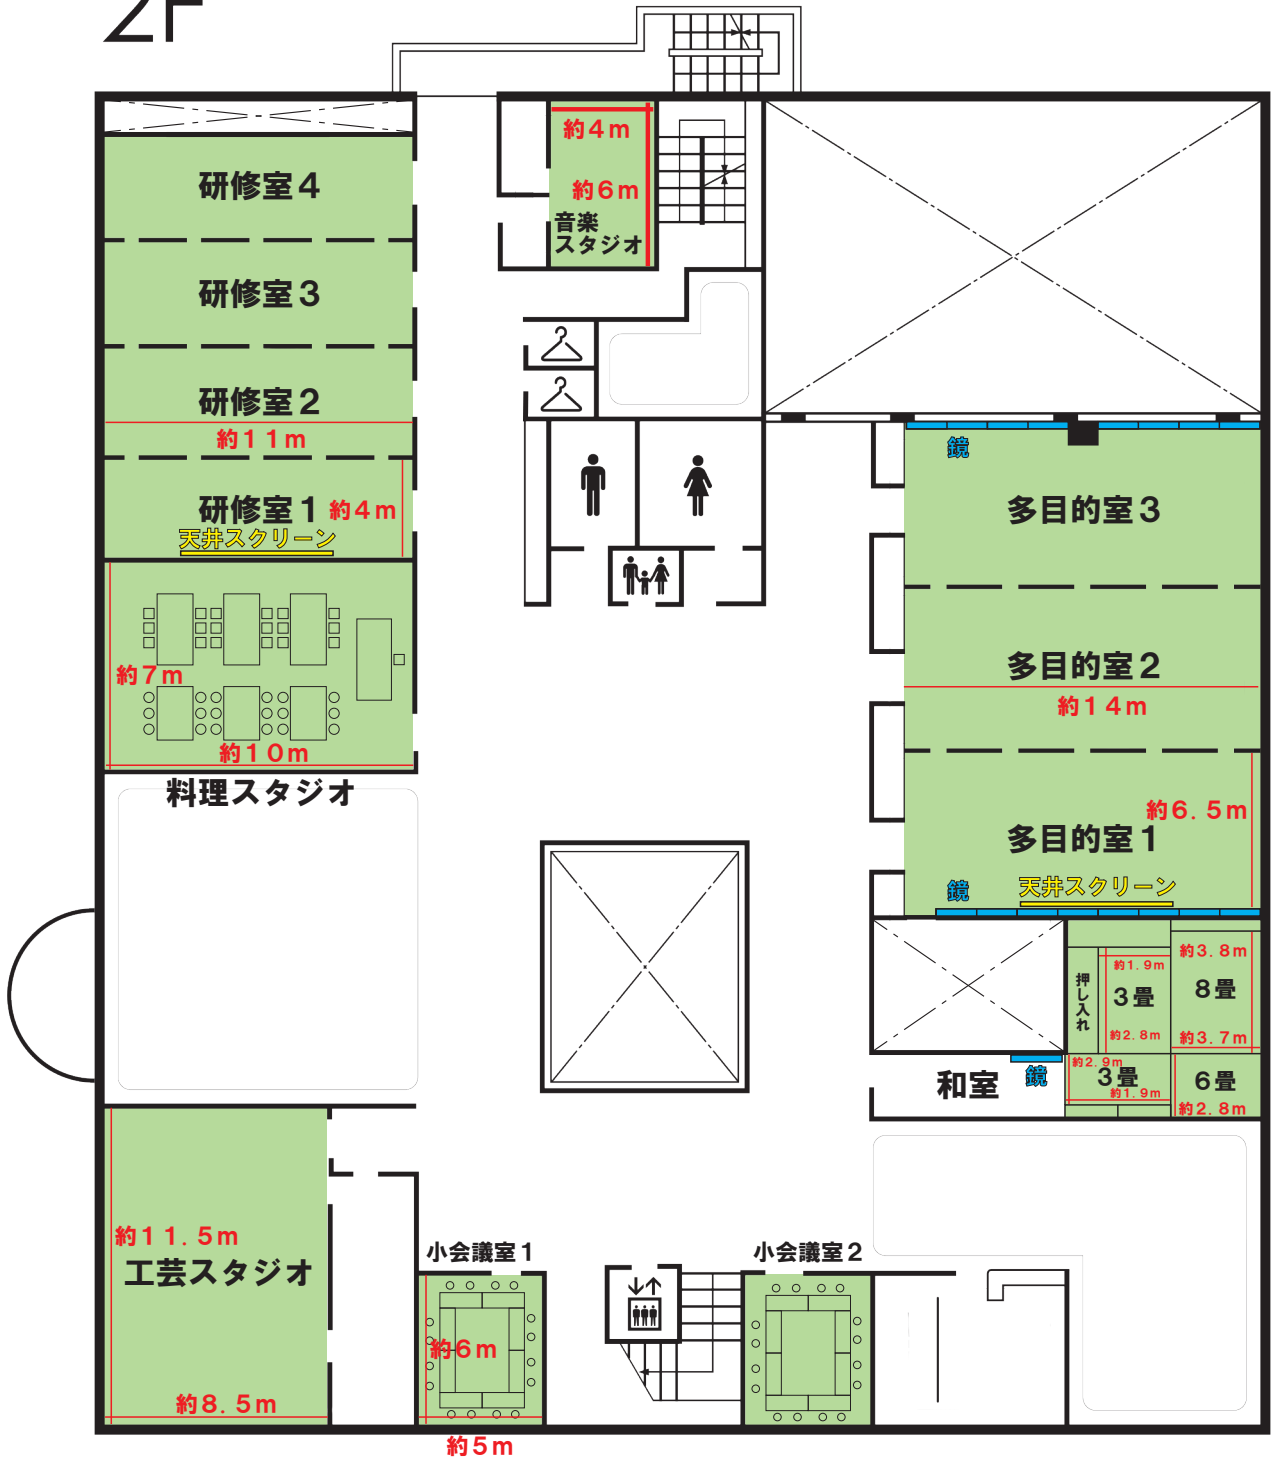 2F
約4m
約6m
音楽
スタジオ
研修室4
研修室3
研修室2
約11m
研修室1
約4m
天井スクリーン
約7m
約10m
料理スタジオ
鏡
多目的室3
多目的室2
約14m
約6.5m
多目的室1
鏡
天井スクリーン
約3.8m
約1.9m
押し入れ
3畳
8畳
約2.8m
約3.7m
和室
鏡
約2.9m
3畳
約1.9m
6畳
約2.8m
約11.5m
工芸スタジオ
約8.5m
小会議室1
約6m
約5m
小会議室2